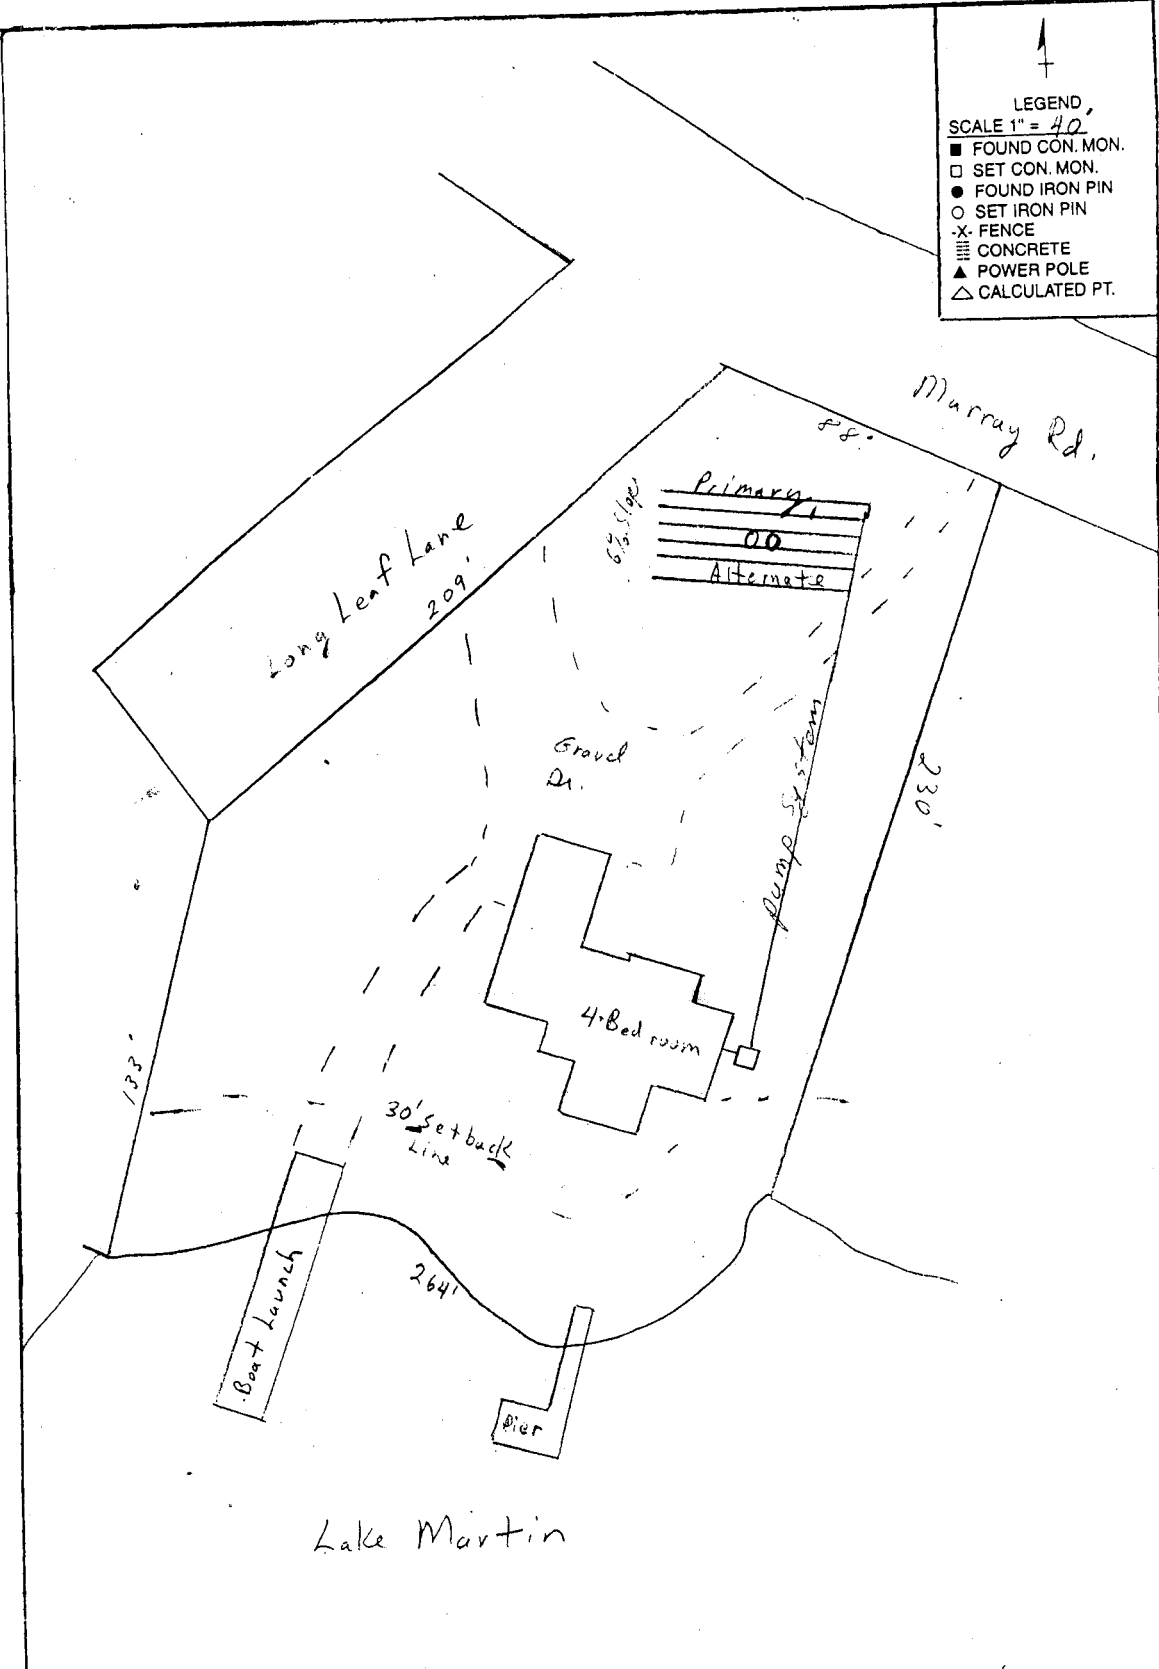 LEGEND
SCALE 1" = 40'
■ FOUND CON. MON.
□ SET CON. MON.
● FOUND IRON PIN
○ SET IRON PIN
-X- FENCE
CONCRETE
▲ POWER POLE
△ CALCULATED PT.
Murray Rd.
88'
Primary
6% Slope
00
Alternate
Long Leaf Lane
209'
Gravel
Dr.
Pump System
230'
4-Bedroom
133'
30' Setback
Line
264'
Boat Launch
Pier
Lake Martin